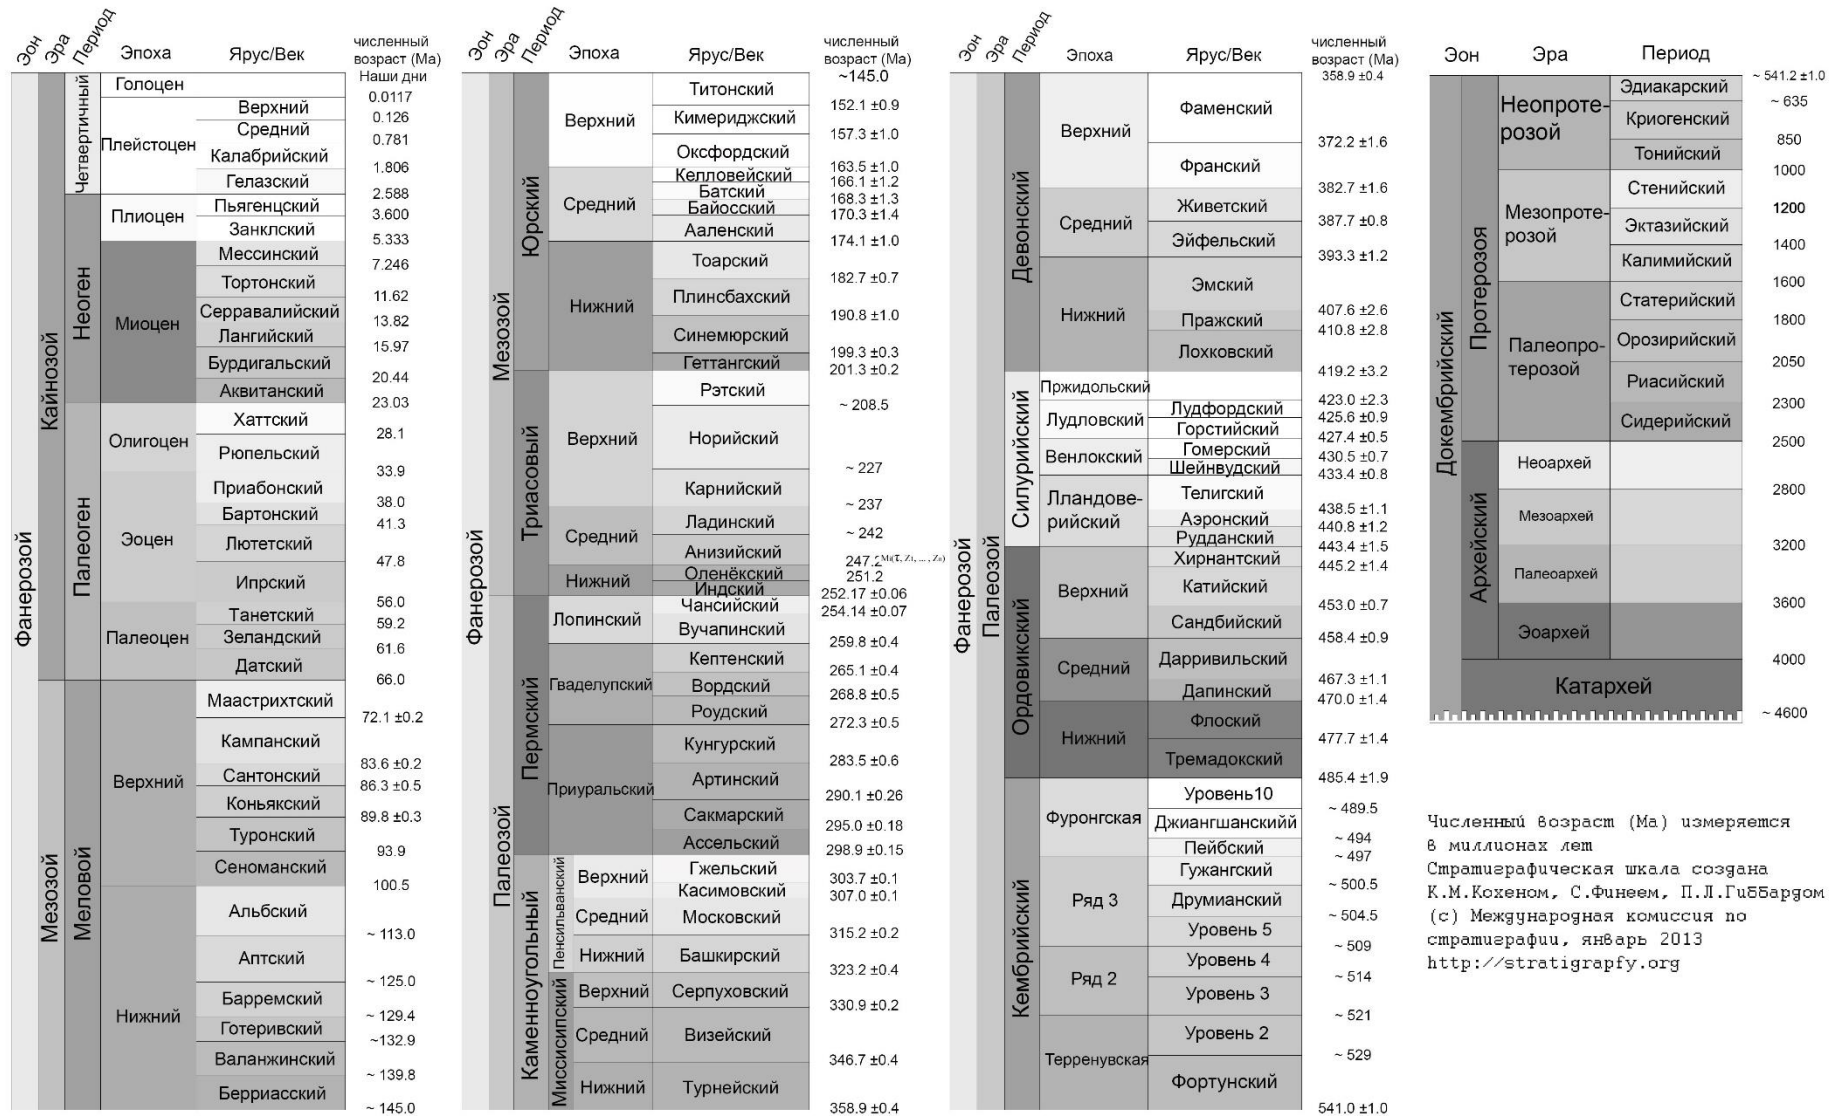 Эон
Эра
Период
Эпоха
Ярус/Век
численный
возраст (Ma)
Наши дни
Фанерозой
Кайнозой
Четвертичный
Голоцен
0.0117
Плейстоцен
Верхний
0.126
Средний
0.781
Калабрийский
1.806
Гелазский
2.588
Неоген
Плиоцен
Пьягенцский
3.600
Занклский
5.333
Миоцен
Мессинский
7.246
Тортонский
11.62
Серравалийский
13.82
Лангийский
15.97
Бурдигальский
20.44
Аквитанский
23.03
Палеоген
Олигоцен
Хаттский
28.1
Рюпельский
33.9
Эоцен
Приабонский
38.0
Бартонский
41.3
Лютетский
47.8
Ипрский
56.0
Палеоцен
Танетский
59.2
Зеландский
61.6
Датский
66.0
Мезозой
Меловой
Верхний
Маастрихтский
72.1 ±0.2
Кампанский
83.6 ±0.2
Сантонский
86.3 ±0.5
Коньякский
89.8 ±0.3
Туронский
93.9
Сеноманский
100.5
Нижний
Альбский
~ 113.0
Аптский
~ 125.0
Барремский
~ 129.4
Готеривский
~132.9
Валанжинский
~ 139.8
Берриасский
~ 145.0
Эон
Эра
Период
Эпоха
Ярус/Век
численный
возраст (Ma)
~145.0
Фанерозой
Мезозой
Юрский
Верхний
Титонский
152.1 ±0.9
Кимериджский
157.3 ±1.0
Оксфордский
163.5 ±1.0
Средний
Келловейский
166.1 ±1.2
Батский
168.3 ±1.3
Байосский
170.3 ±1.4
Ааленский
174.1 ±1.0
Нижний
Тоарский
182.7 ±0.7
Плинсбахский
190.8 ±1.0
Синемюрский
199.3 ±0.3
Геттангский
201.3 ±0.2
Триасовый
Верхний
Рэтский
~ 208.5
Норийский
~ 227
Карнийский
~ 237
Средний
Ладинский
~ 242
Анизийский
247.2
Нижний
Оленёкский
251.2
Индский
252.17 ±0.06
Палеозой
Пермский
Лопинский
Чансийский
254.14 ±0.07
Вучапинский
259.8 ±0.4
Гваделупский
Кептенский
265.1 ±0.4
Вордский
268.8 ±0.5
Роудский
272.3 ±0.5
Приуральский
Кунгурский
283.5 ±0.6
Артинский
290.1 ±0.26
Сакмарский
295.0 ±0.18
Ассельский
298.9 ±0.15
Каменноугольный
Пенсильванский
Верхний
Гжельский
303.7 ±0.1
Касимовский
307.0 ±0.1
Средний
Московский
315.2 ±0.2
Нижний
Башкирский
323.2 ±0.4
Миссисипский
Верхний
Серпуховский
330.9 ±0.2
Средний
Визейский
346.7 ±0.4
Нижний
Турнейский
358.9 ±0.4
Эон
Эра
Период
Эпоха
Ярус/Век
численный
возраст (Ma)
358.9 ±0.4
Фанерозой
Палеозой
Девонский
Верхний
Фаменский
372.2 ±1.6
Франский
382.7 ±1.6
Средний
Живетский
387.7 ±0.8
Эйфельский
393.3 ±1.2
Нижний
Эмский
407.6 ±2.6
Пражский
410.8 ±2.8
Лохковский
419.2 ±3.2
Силурийский
Пржидольский
423.0 ±2.3
Лудловский
Лудфордский
425.6 ±0.9
Горстийский
427.4 ±0.5
Венлокский
Гомерский
430.5 ±0.7
Шейнвудский
433.4 ±0.8
Лландове-
рийский
Телигский
438.5 ±1.1
Аэронский
440.8 ±1.2
Рудданский
443.4 ±1.5
Ордовикский
Верхний
Хирнантский
445.2 ±1.4
Катийский
453.0 ±0.7
Сандбийский
458.4 ±0.9
Средний
Дарривильский
467.3 ±1.1
Дапинский
470.0 ±1.4
Нижний
Флоский
477.7 ±1.4
Тремадокский
485.4 ±1.9
Кембрийский
Фуронгская
Уровень10
~ 489.5
Джиангшанскийй
~ 494
Пейбский
~ 497
Ряд 3
Гужангский
~ 500.5
Друмианский
~ 504.5
Уровень 5
~ 509
Ряд 2
Уровень 4
~ 514
Уровень 3
~ 521
Терренувская
Уровень 2
~ 529
Фортунский
541.0 ±1.0
Эон
Эра
Период
~ 541.2 ±1.0
Докембрийский
Протерозоя
Неопроте-
розой
Эдиакарский
~ 635
Криогенский
850
Тонийский
1000
Мезопроте-
розой
Стенийский
1200
Эктазийский
1400
Калимийский
1600
Палеопро-
терозой
Статерийский
1800
Орозирийский
2050
Риасийский
2300
Сидерийский
2500
Архейский
Неоархей
2800
Мезоархей
3200
Палеоархей
3600
Эоархей
4000
Катархей
~ 4600
Численный возраст (Ма) измеряется
в миллионах лет
Стратиграфическая шкала создана
К.М.Кохеном, С.Финеем, П.Л.Гиббардом
(c) Международная комиссия по
стратиграфии, январь 2013
http://stratigrapfy.org